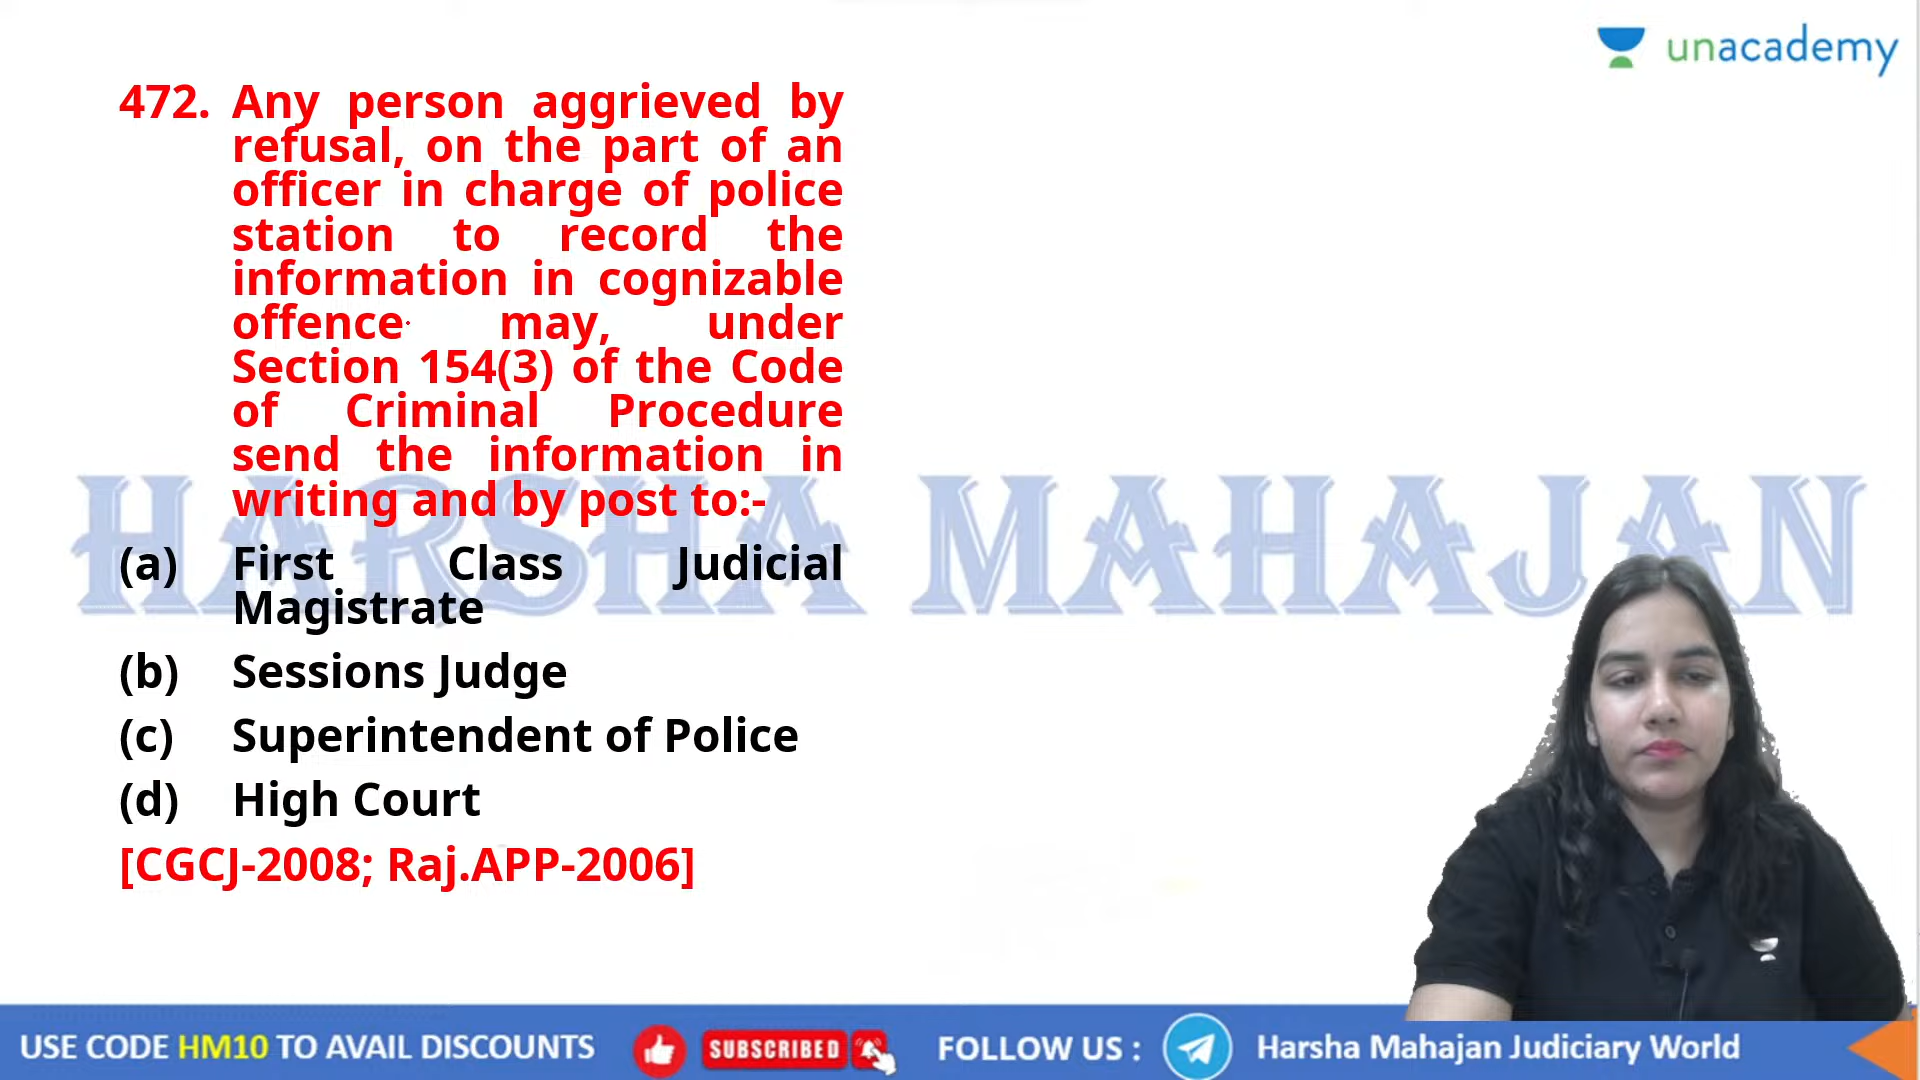 unacademy
472. Any person aggrieved by
refusal, on the part of an
officer in charge of police
station to record the
information in cognizable
offence may, under
Section 154(3) of the Code
of Criminal Procedure
send the information in
writing and by post to:-
HARSHA MAHAJAN
(a) First Class Judicial
Magistrate
(b) Sessions Judge
(c) Superintendent of Police
(d) High Court
[CGCJ-2008; Raj.APP-2006]
USE CODE HM10 TO AVAIL DISCOUNTS
SUBSCRIBED
FOLLOW US :
Harsha Mahajan Judiciary World